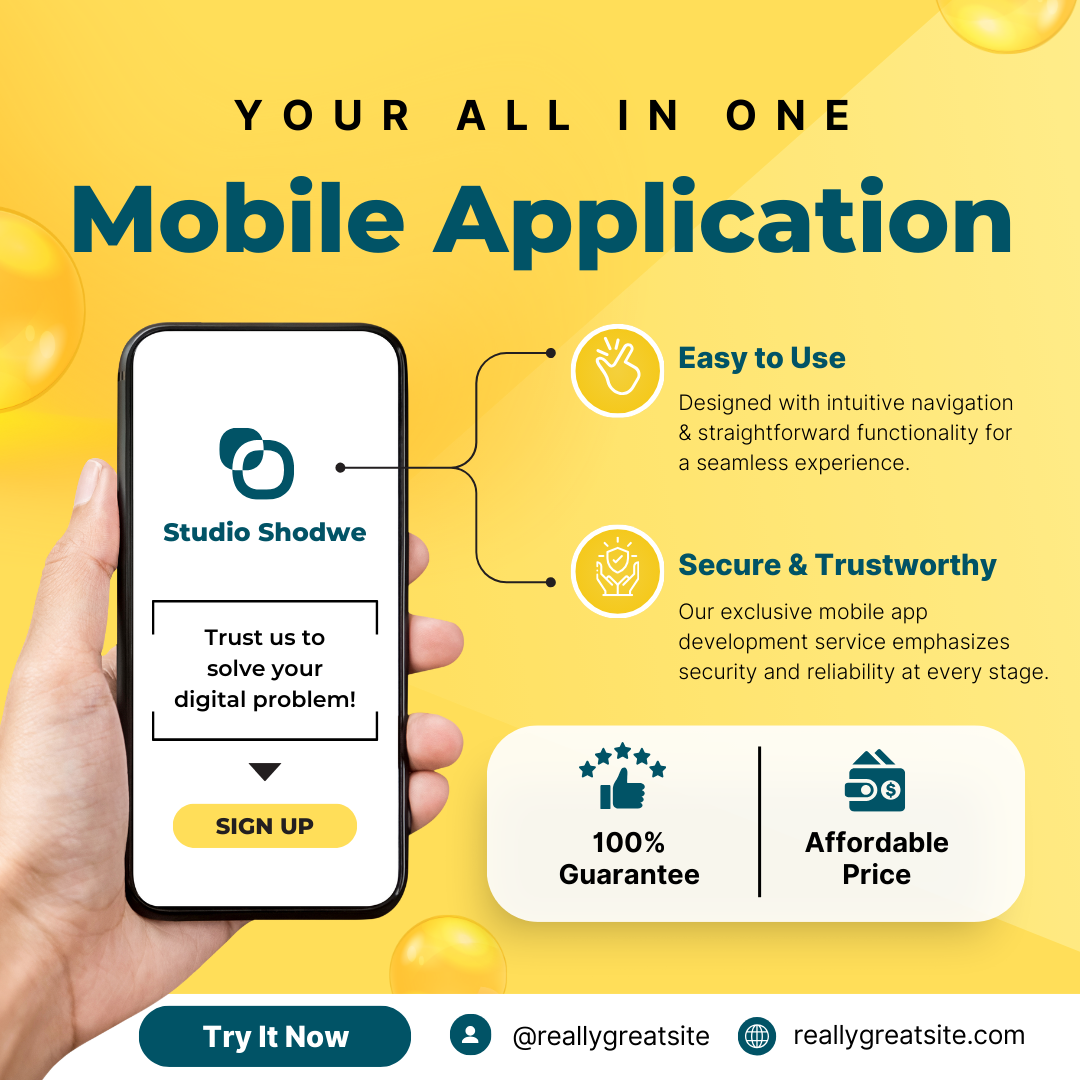 YOUR ALL IN ONE
Mobile Application
Studio Shodwe
Trust us to
solve your
digital problem!
SIGN UP
Easy to Use
Designed with intuitive navigation
& straightforward functionality for
a seamless experience.
Secure & Trustworthy
Our exclusive mobile app
development service emphasizes
security and reliability at every stage.
100%
Guarantee
$
Affordable
Price
Try It Now
@reallygreatsite
reallygreatsite.com